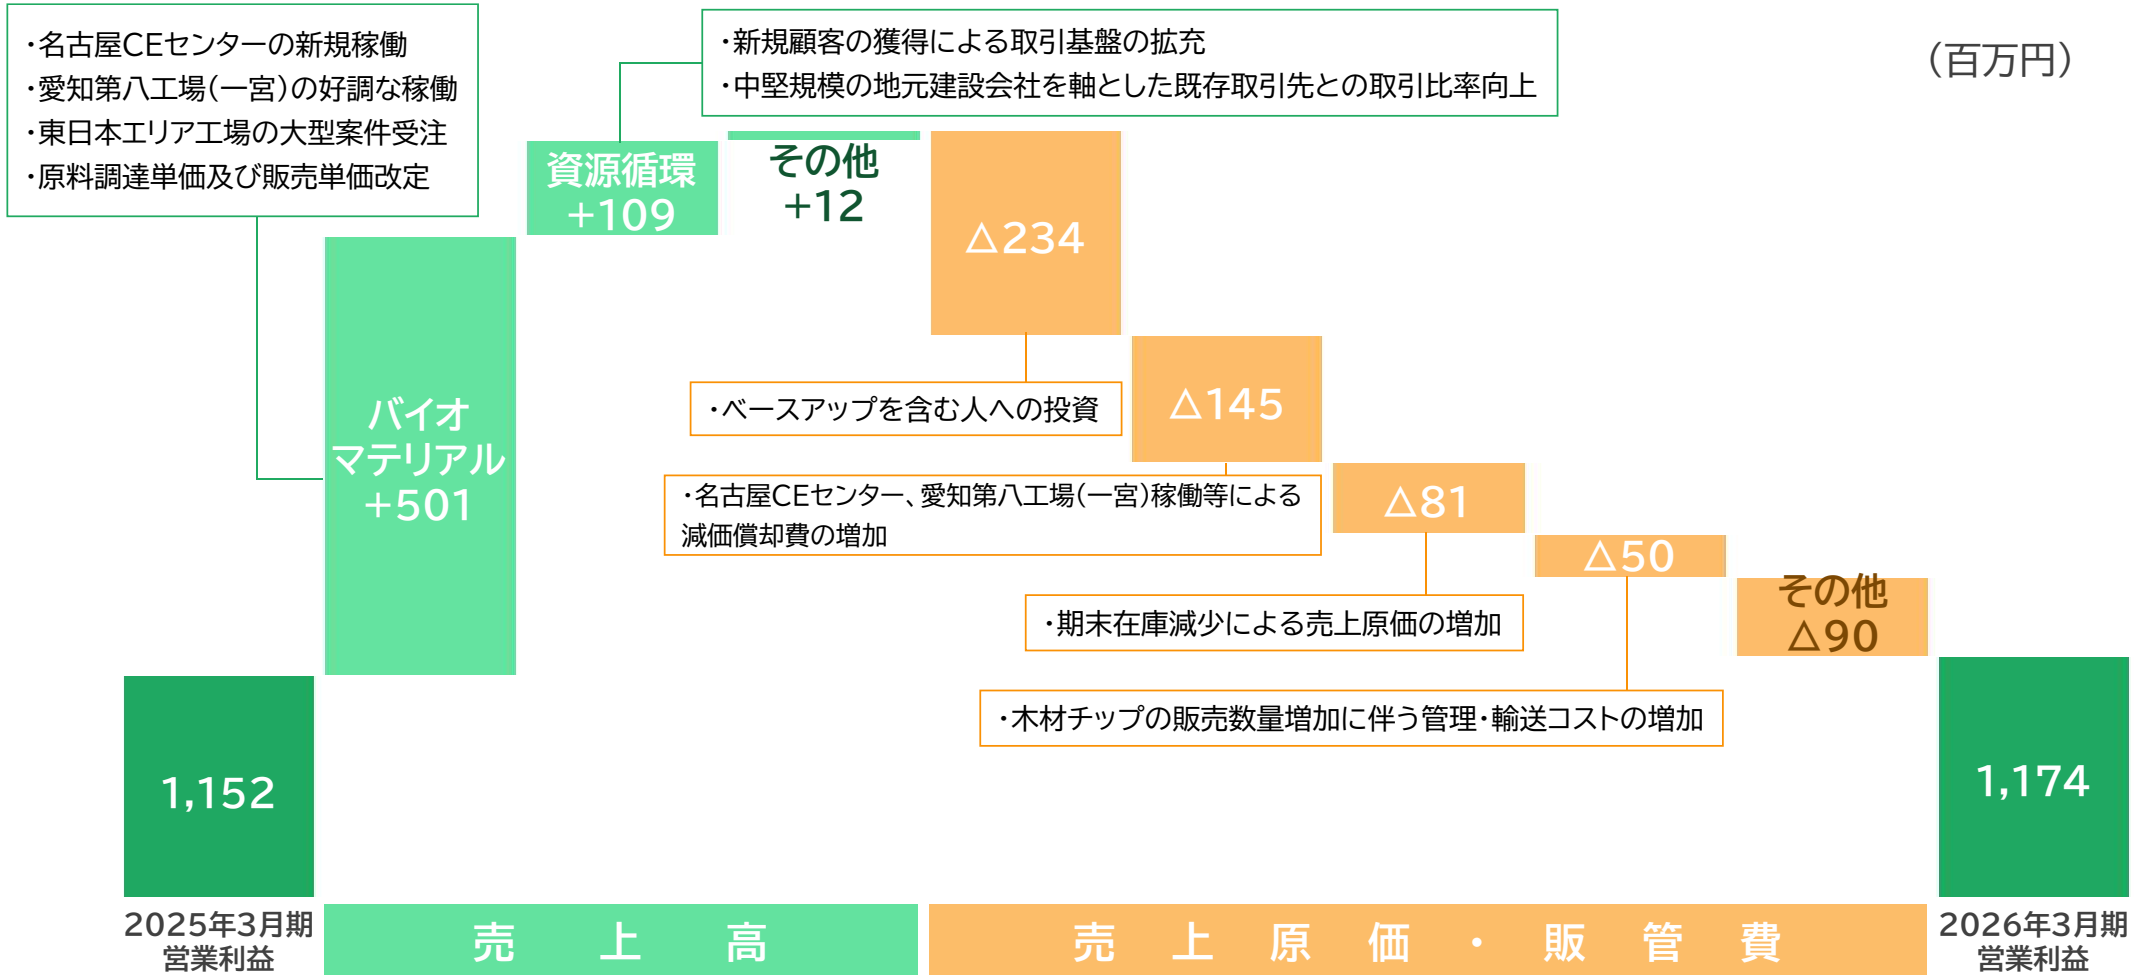 ・名古屋CEセンターの新規稼働
・愛知第八工場(一宮)の好調な稼働
・東日本エリア工場の大型案件受注
・原料調達単価及び販売単価改定
・新規顧客の獲得による取引基盤の拡充
・中堅規模の地元建設会社を軸とした既存取引先との取引比率向上
(百万円)
資源循環
+109
その他
+12
△234
バイオ
マテリアル
+501
・ベースアップを含む人への投資
△145
・名古屋CEセンター、愛知第八工場(一宮)稼働等による
減価償却費の増加
△81
・期末在庫減少による売上原価の増加
△50
・木材チップの販売数量増加に伴う管理・輸送コストの増加
その他
△90
1,152
1,174
2025年3月期
営業利益
売上高
売上原価・販管費
2026年3月期
営業利益